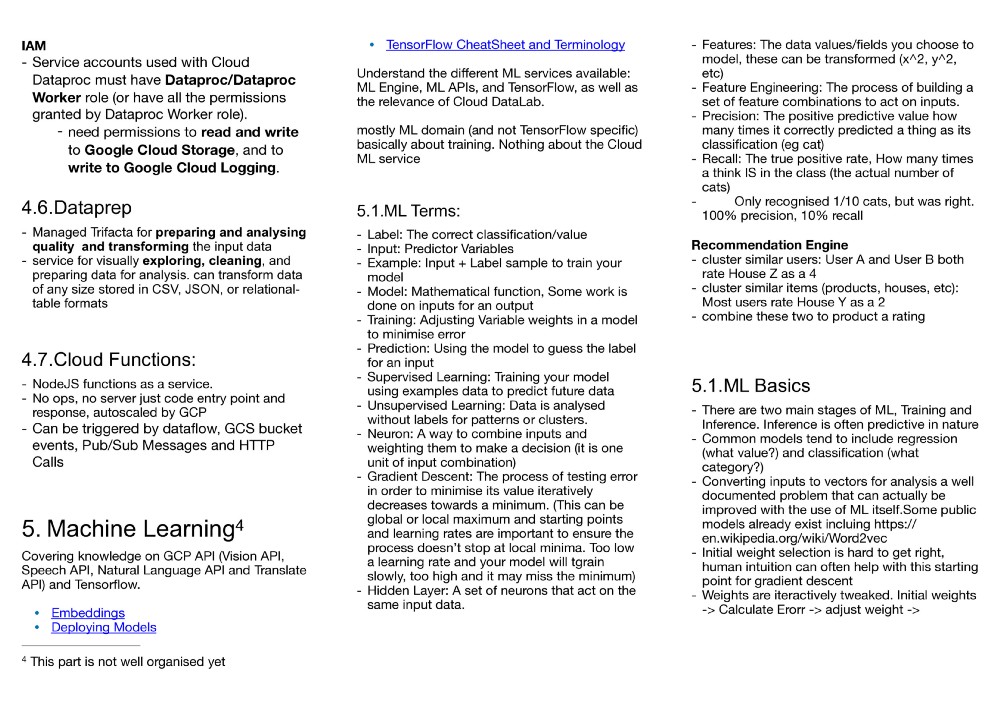 IAM
- Service accounts used with Cloud
Dataproc must have Dataproc/Dataproc
Worker role (or have all the permissions
granted by Dataproc Worker role).
- need permissions to read and write
to Google Cloud Storage, and to
write to Google Cloud Logging.
4.6.Dataprep
- Managed Trifacta for preparing and analysing
quality and transforming the input data
- service for visually exploring, cleaning, and
preparing data for analysis. can transform data
of any size stored in CSV, JSON, or relational-
table formats
4.7.Cloud Functions:
- NodeJS functions as a service.
- No ops, no server just code entry point and
response, autoscaled by GCP
- Can be triggered by dataflow, GCS bucket
events, Pub/Sub Messages and HTTP
Calls
5. Machine Learning4
Covering knowledge on GCP API (Vision API,
Speech API, Natural Language API and Translate
API) and Tensorflow.
• Embeddings
• Deploying Models
4 This part is not well organised yet
• TensorFlow CheatSheet and Terminology
Understand the different ML services available:
ML Engine, ML APIs, and TensorFlow, as well as
the relevance of Cloud DataLab.
mostly ML domain (and not TensorFlow specific)
basically about training. Nothing about the Cloud
ML service
5.1.ML Terms:
- Label: The correct classification/value
- Input: Predictor Variables
- Example: Input + Label sample to train your
model
- Model: Mathematical function, Some work is
done on inputs for an output
- Training: Adjusting Variable weights in a model
to minimise error
- Prediction: Using the model to guess the label
for an input
- Supervised Learning: Training your model
using examples data to predict future data
- Unsupervised Learning: Data is analysed
without labels for patterns or clusters.
- Neuron: A way to combine inputs and
weighting them to make a decision (it is one
unit of input combination)
- Gradient Descent: The process of testing error
in order to minimise its value iteratively
decreases towards a minimum. (This can be
global or local maximum and starting points
and learning rates are important to ensure the
process doesn't stop at local minima. Too low
a learning rate and your model will tgrain
slowly, too high and it may miss the minimum)
- Hidden Layer: A set of neurons that act on the
same input data.
- Features: The data values/fields you choose to
model, these can be transformed (x^2, y^2,
etc)
- Feature Engineering: The process of building a
set of feature combinations to act on inputs.
- Precision: The positive predictive value how
many times it correctly predicted a thing as its
classification (eg cat)
- Recall: The true positive rate, How many times
a think IS in the class (the actual number of
cats)
- Only recognised 1/10 cats, but was right.
100% precision, 10% recall
Recommendation Engine
- cluster similar users: User A and User B both
rate House Z as a 4
- cluster similar items (products, houses, etc):
Most users rate House Y as a 2
- combine these two to product a rating
5.1.ML Basics
- There are two main stages of ML, Training and
Inference. Inference is often predictive in nature
- Common models tend to include regression
(what value?) and classification (what
category?)
- Converting inputs to vectors for analysis a well
documented problem that can actually be
improved with the use of ML itself.Some public
models already exist incluing https://
en.wikipedia.org/wiki/Word2vec
- Initial weight selection is hard to get right,
human intuition can often help with this starting
point for gradient descent
- Weights are iteractively tweaked. Initial weights
-> Calculate Erorr -> adjust weight ->